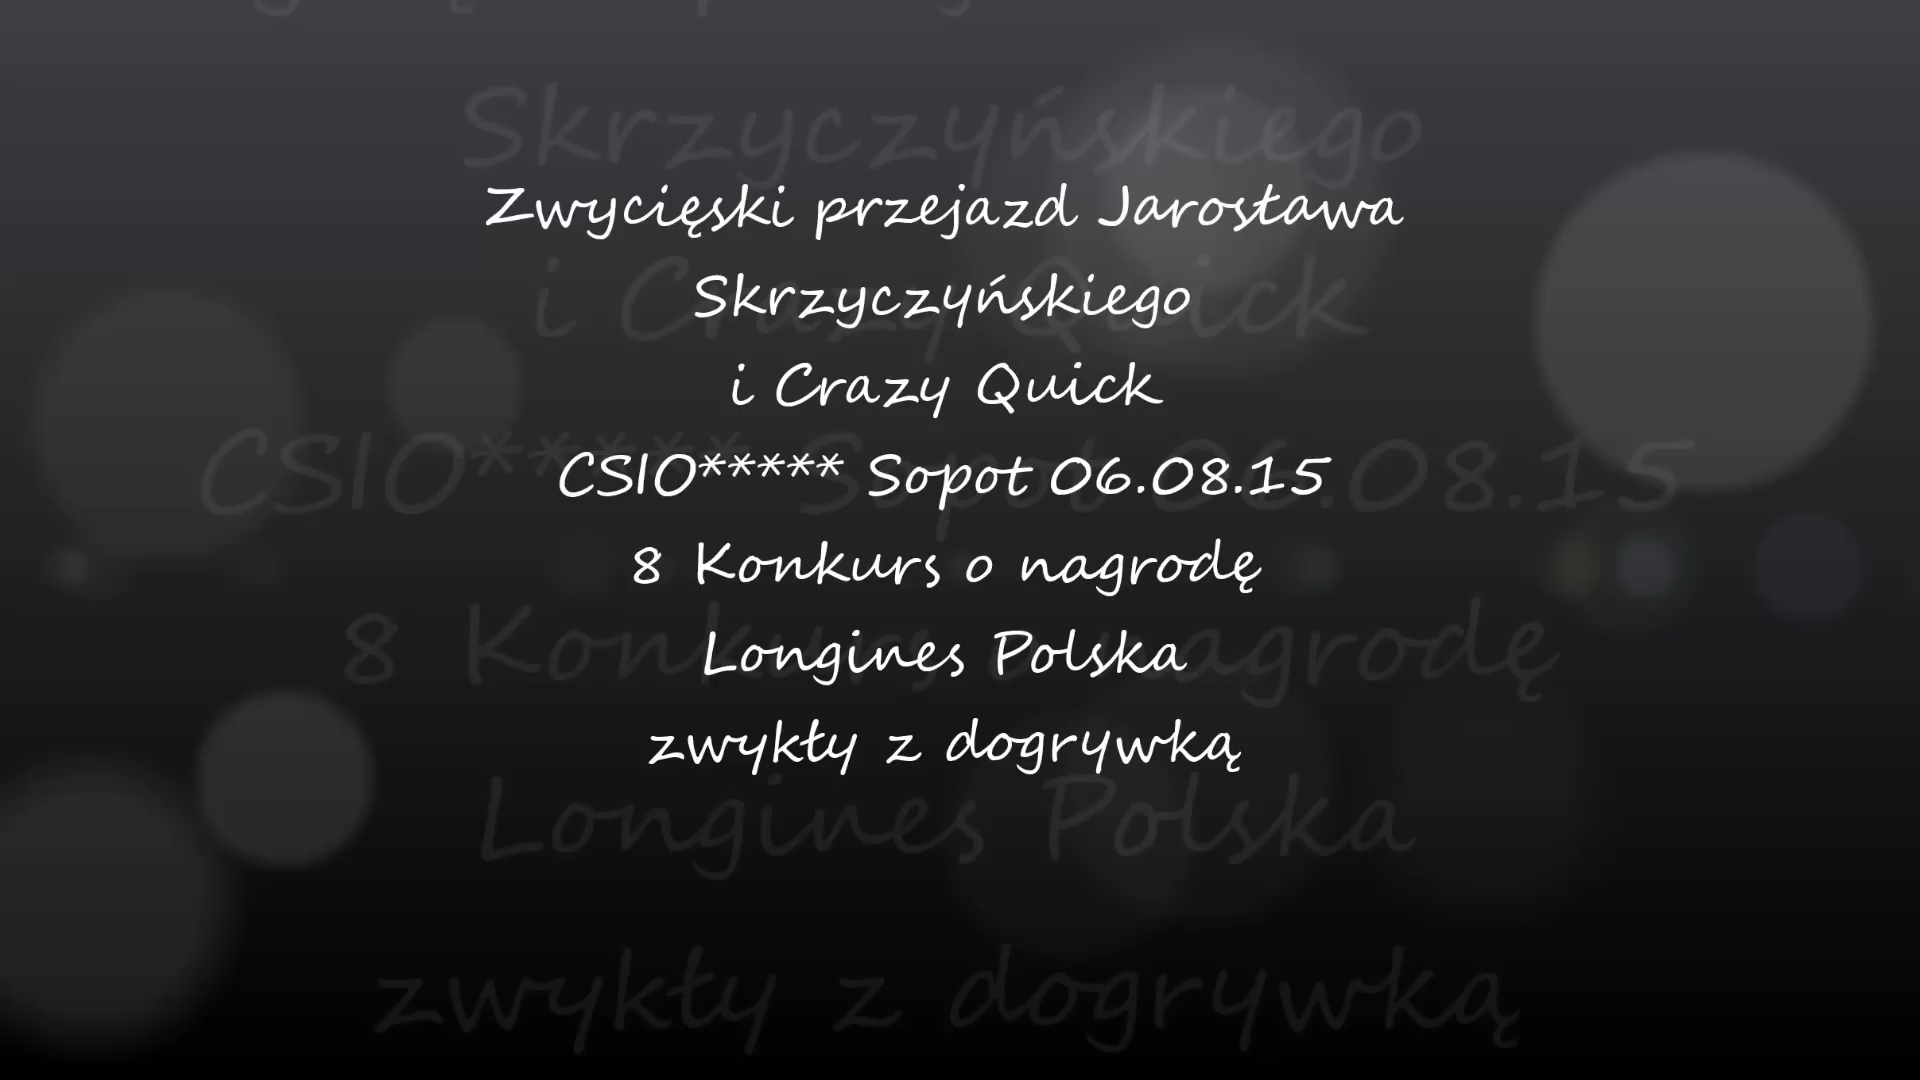 Zwycięski przejazd Jarosława
Skrzyczyńskiego
i Crazy Quick
CSIO***** Sopot 06.08.15
8 Konkurs o nagrodę
Longines Polska
zwykły z dogrywką